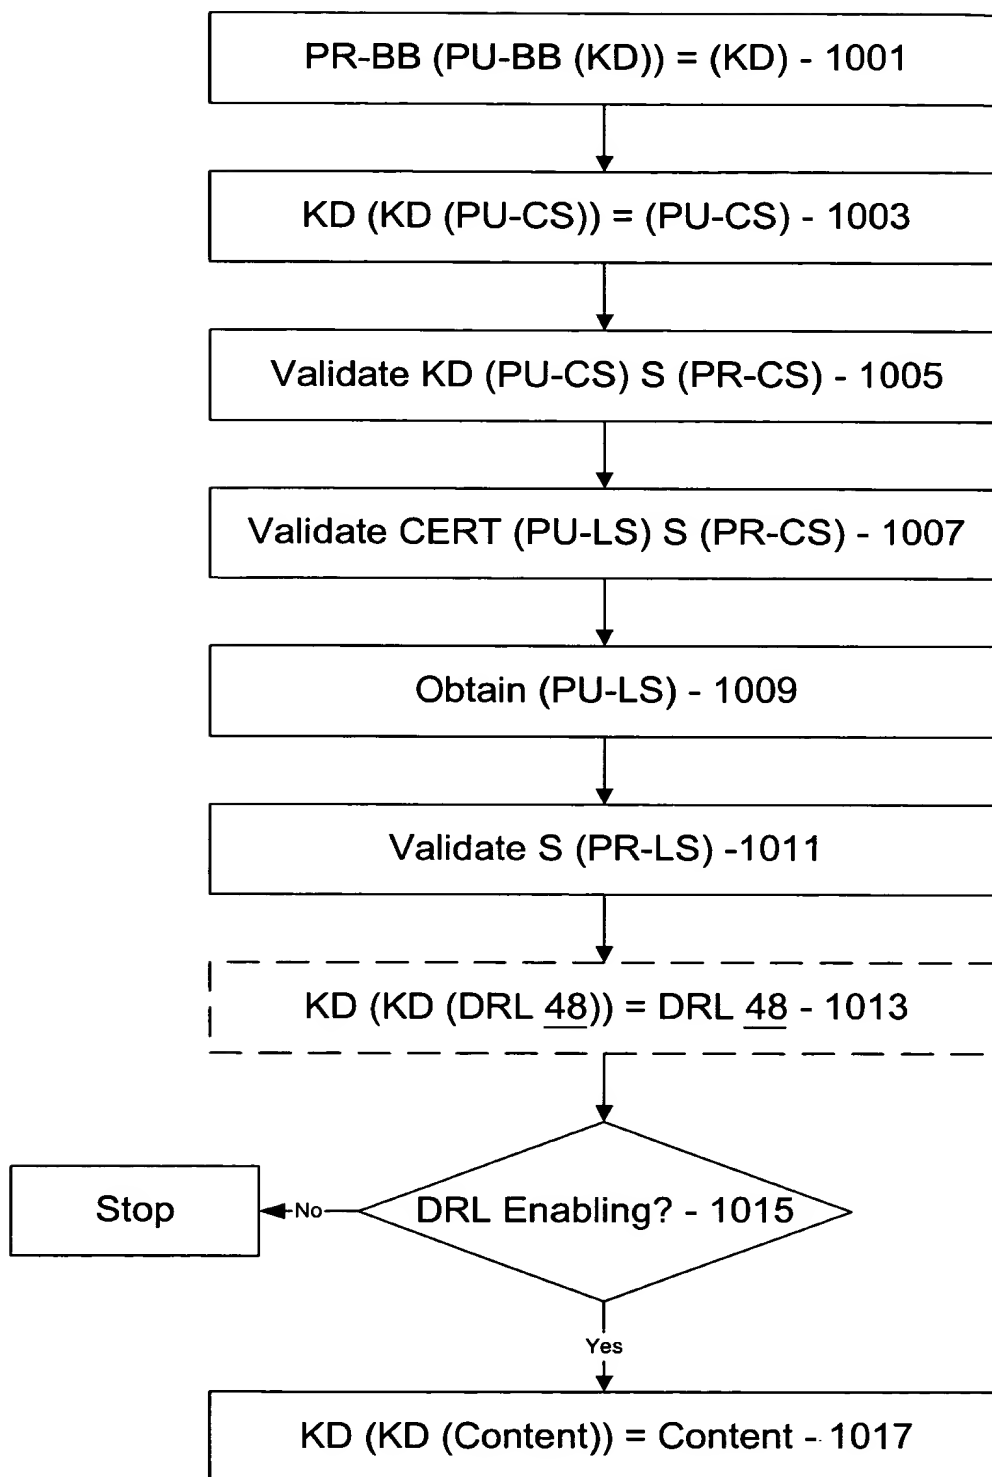 PR-BB (PU-BB (KD)) = (KD) - 1001
KD (KD (PU-CS)) = (PU-CS) - 1003
Validate KD (PU-CS) S (PR-CS) - 1005
Validate CERT (PU-LS) S (PR-CS) - 1007
Obtain (PU-LS) - 1009
Validate S (PR-LS) -1011
KD (KD (DRL 48)) = DRL 48 - 1013
DRL Enabling? - 1015
No
Stop
Yes
KD (KD (Content)) = Content - 1017